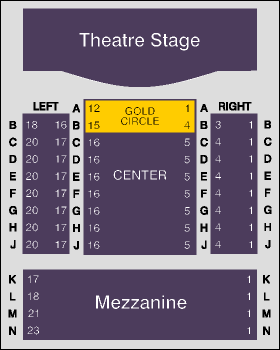 Theatre Stage
LEFT A 12 GOLD 1 A RIGHT
B 18 16 B 15 CIRCLE 4 B 3 1 B
C 20 17 C 16 5 C 4 1 C
D 20 17 D 16 5 D 4 1 D
E 20 17 E 16 CENTER 5 E 4 1 E
F 20 17 F 16 5 F 4 1 F
G 20 17 G 16 5 G 4 1 G
H 20 17 H 16 5 H 4 1 H
J 20 17 J 16 5 J 4 1 J
K 17 1 K
L 18 Mezzanine 1 L
M 21 1 M
N 23 1 N